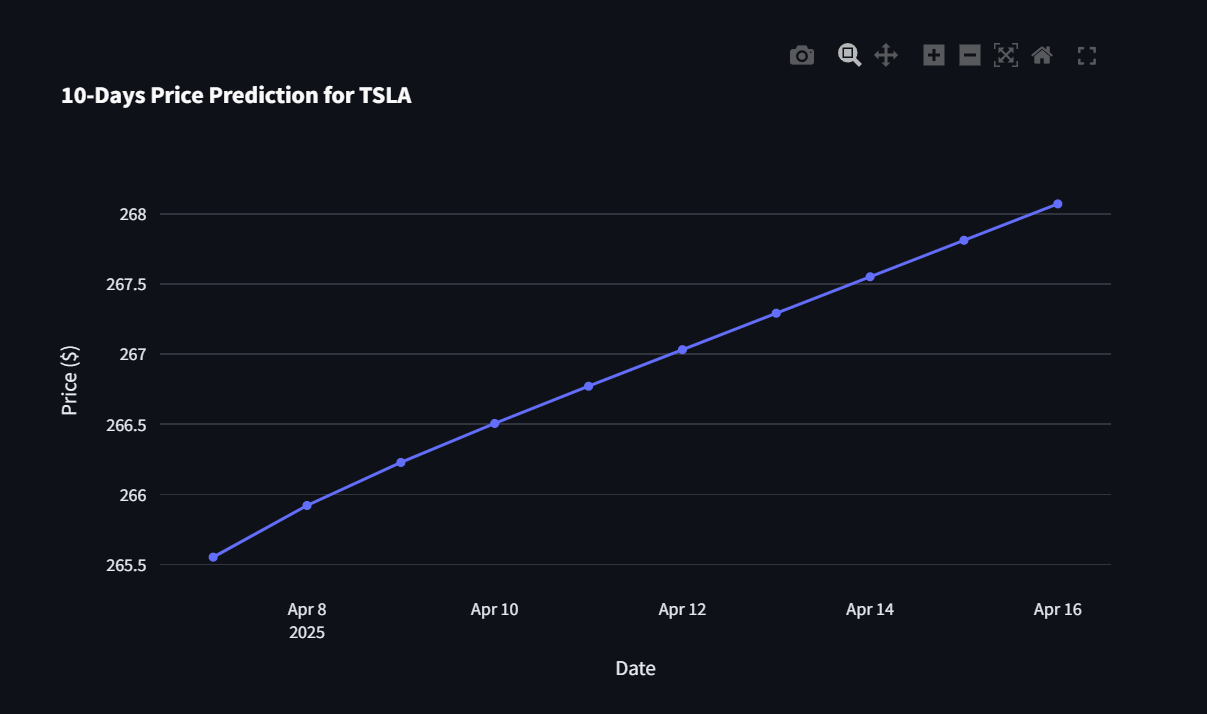 10-Days Price Prediction for TSLA
268
267.5
267
266.5
266
265.5
Price ($)
Apr 8
2025
Apr 10
Apr 12
Apr 14
Apr 16
Date